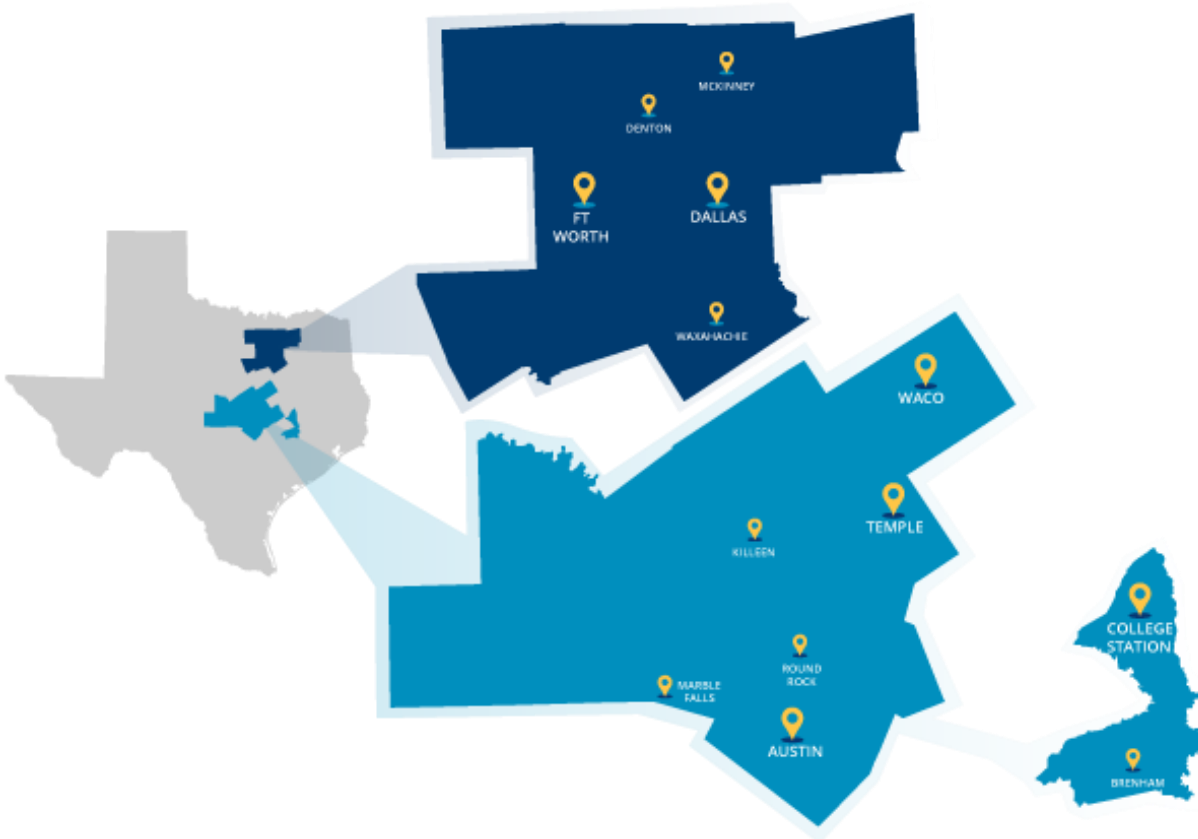 MCKINNEY
DENTON
FT
WORTH
DALLAS
WAXAHACHIE
WACO
TEMPLE
KILLEEN
COLLEGE
STATION
ROUND
ROCK
MARBLE
FALLS
AUSTIN
BRENHAM